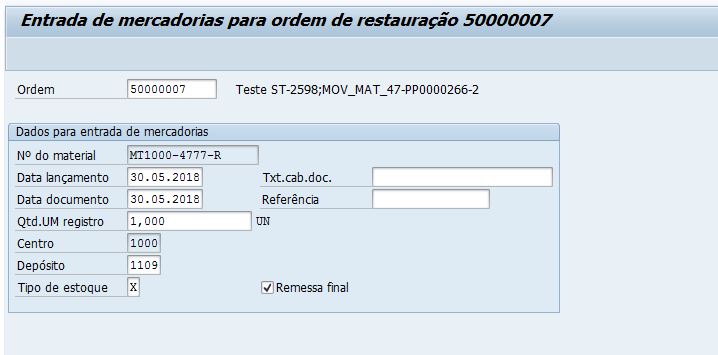 Entrada de mercadorias para ordem de restauração 50000007
Ordem 50000007 Teste ST-2598;MOV_MAT_47-PP0000266-2
Dados para entrada de mercadorias
Nº do material MT1000-4777-R
Data lançamento 30.05.2018 Txt.cab.doc.
Data documento 30.05.2018 Referência
Qtd.UM registro 1,000 UN
Centro 1000
Depósito 1109
Tipo de estoque X Remessa final